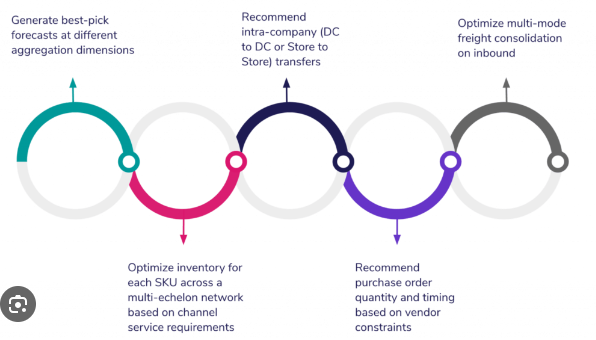 Generate best-pick
forecasts at different
aggregation dimensions
Recommend
intra-company (DC
to DC or Store to
Store) transfers
Optimize multi-mode
freight consolidation
on inbound
Optimize inventory for
each SKU across a
multi-echelon network
based on channel
service requirements
Recommend
purchase order
quantity and timing
based on vendor
constraints